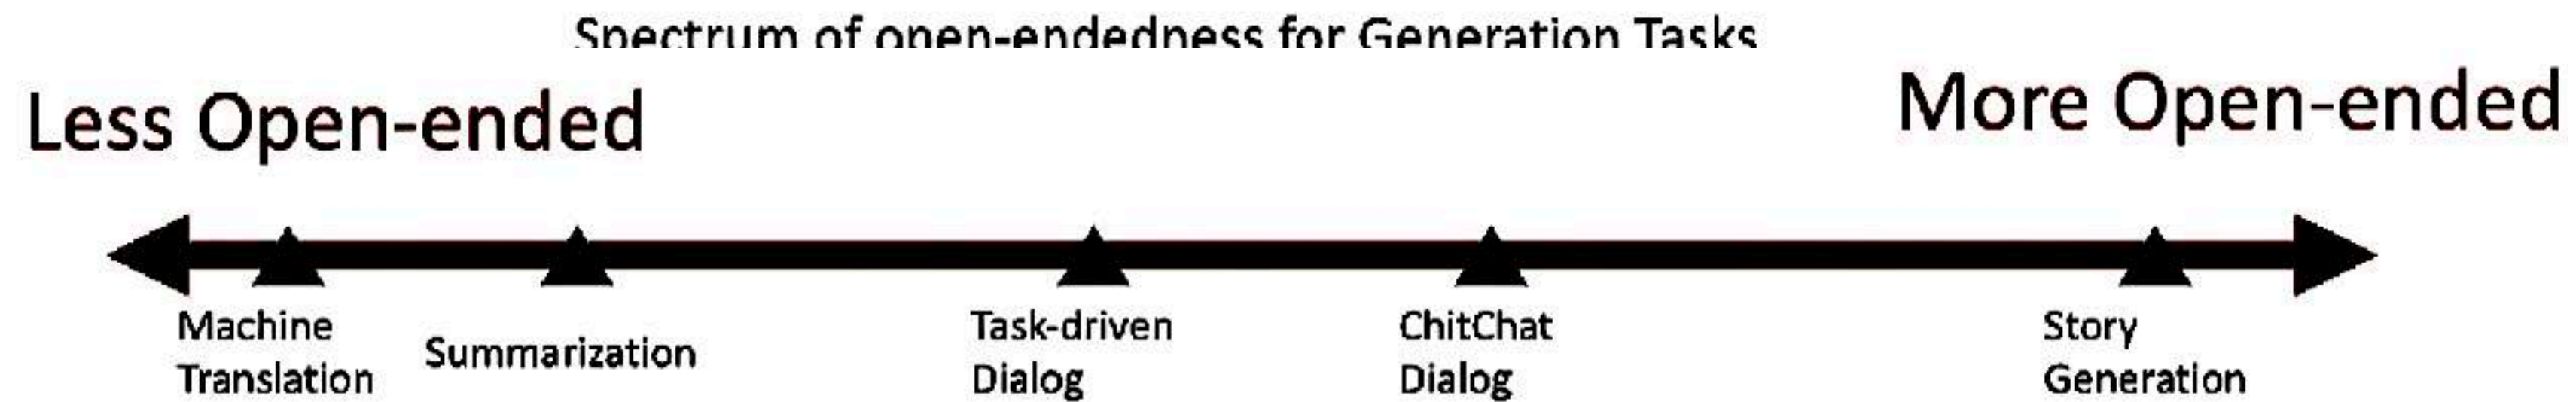 Spectrum of open-endedness for Generation Tasks
Less Open-ended
More Open-ended
Machine
Translation
Summarization
Task-driven
Dialog
ChitChat
Dialog
Story
Generation